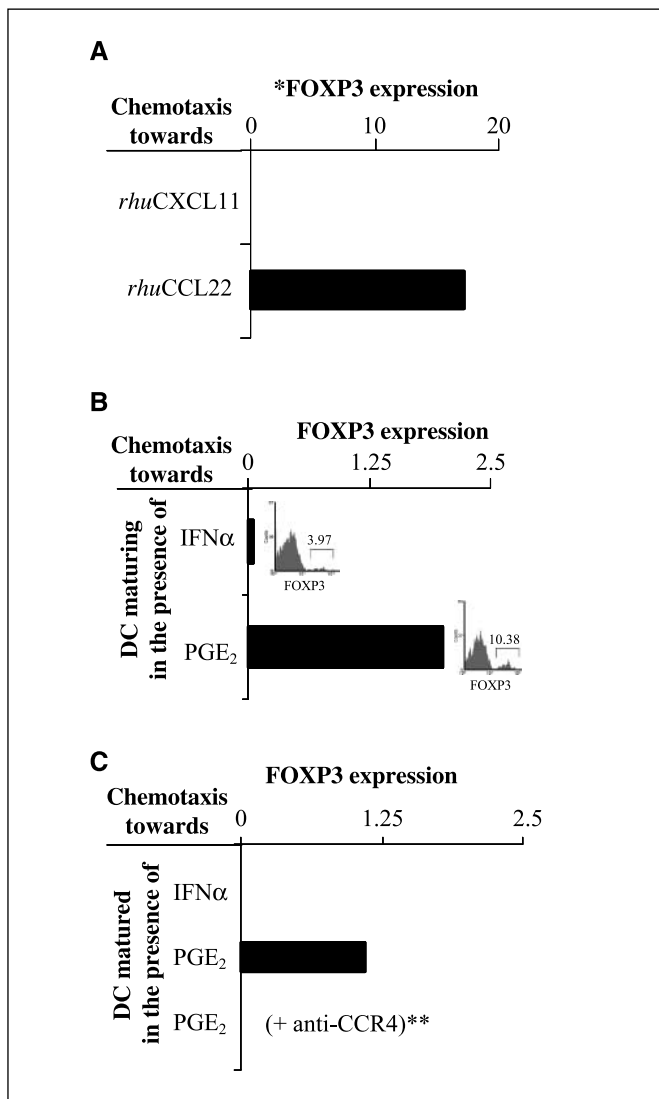 A
*FOXP3 expression
Chemotaxis
towards
0 10 20
rhuCXCL11
rhuCCL22
B
FOXP3 expression
Chemotaxis
towards
0 1.25 2.5
DC maturing
in the presence of
IFNα
3.97
FOXP3
PGE2
10.38
FOXP3
C
FOXP3 expression
Chemotaxis
towards
0 1.25 2.5
DC matured
in the presence of
IFNα
PGE2
PGE2 (+ anti-CCR4)**